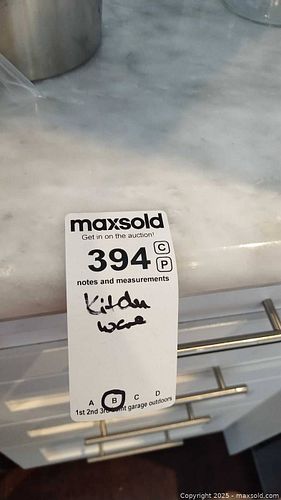 maxsold
Get in on the auction!
394 C
P
notes and measurements
Kitchen
ware
A B C D
1st 2nd 3rd bsmt garage outdoors
Copyright 2025 - maxsold.com